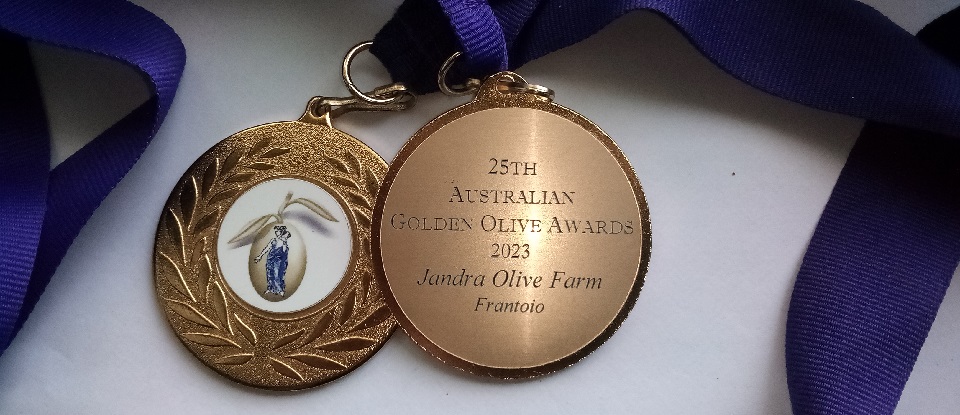 25TH
AUSTRALIAN
GOLDEN OLIVE AWARDS
2023
Jandra Olive Farm
Frantoio